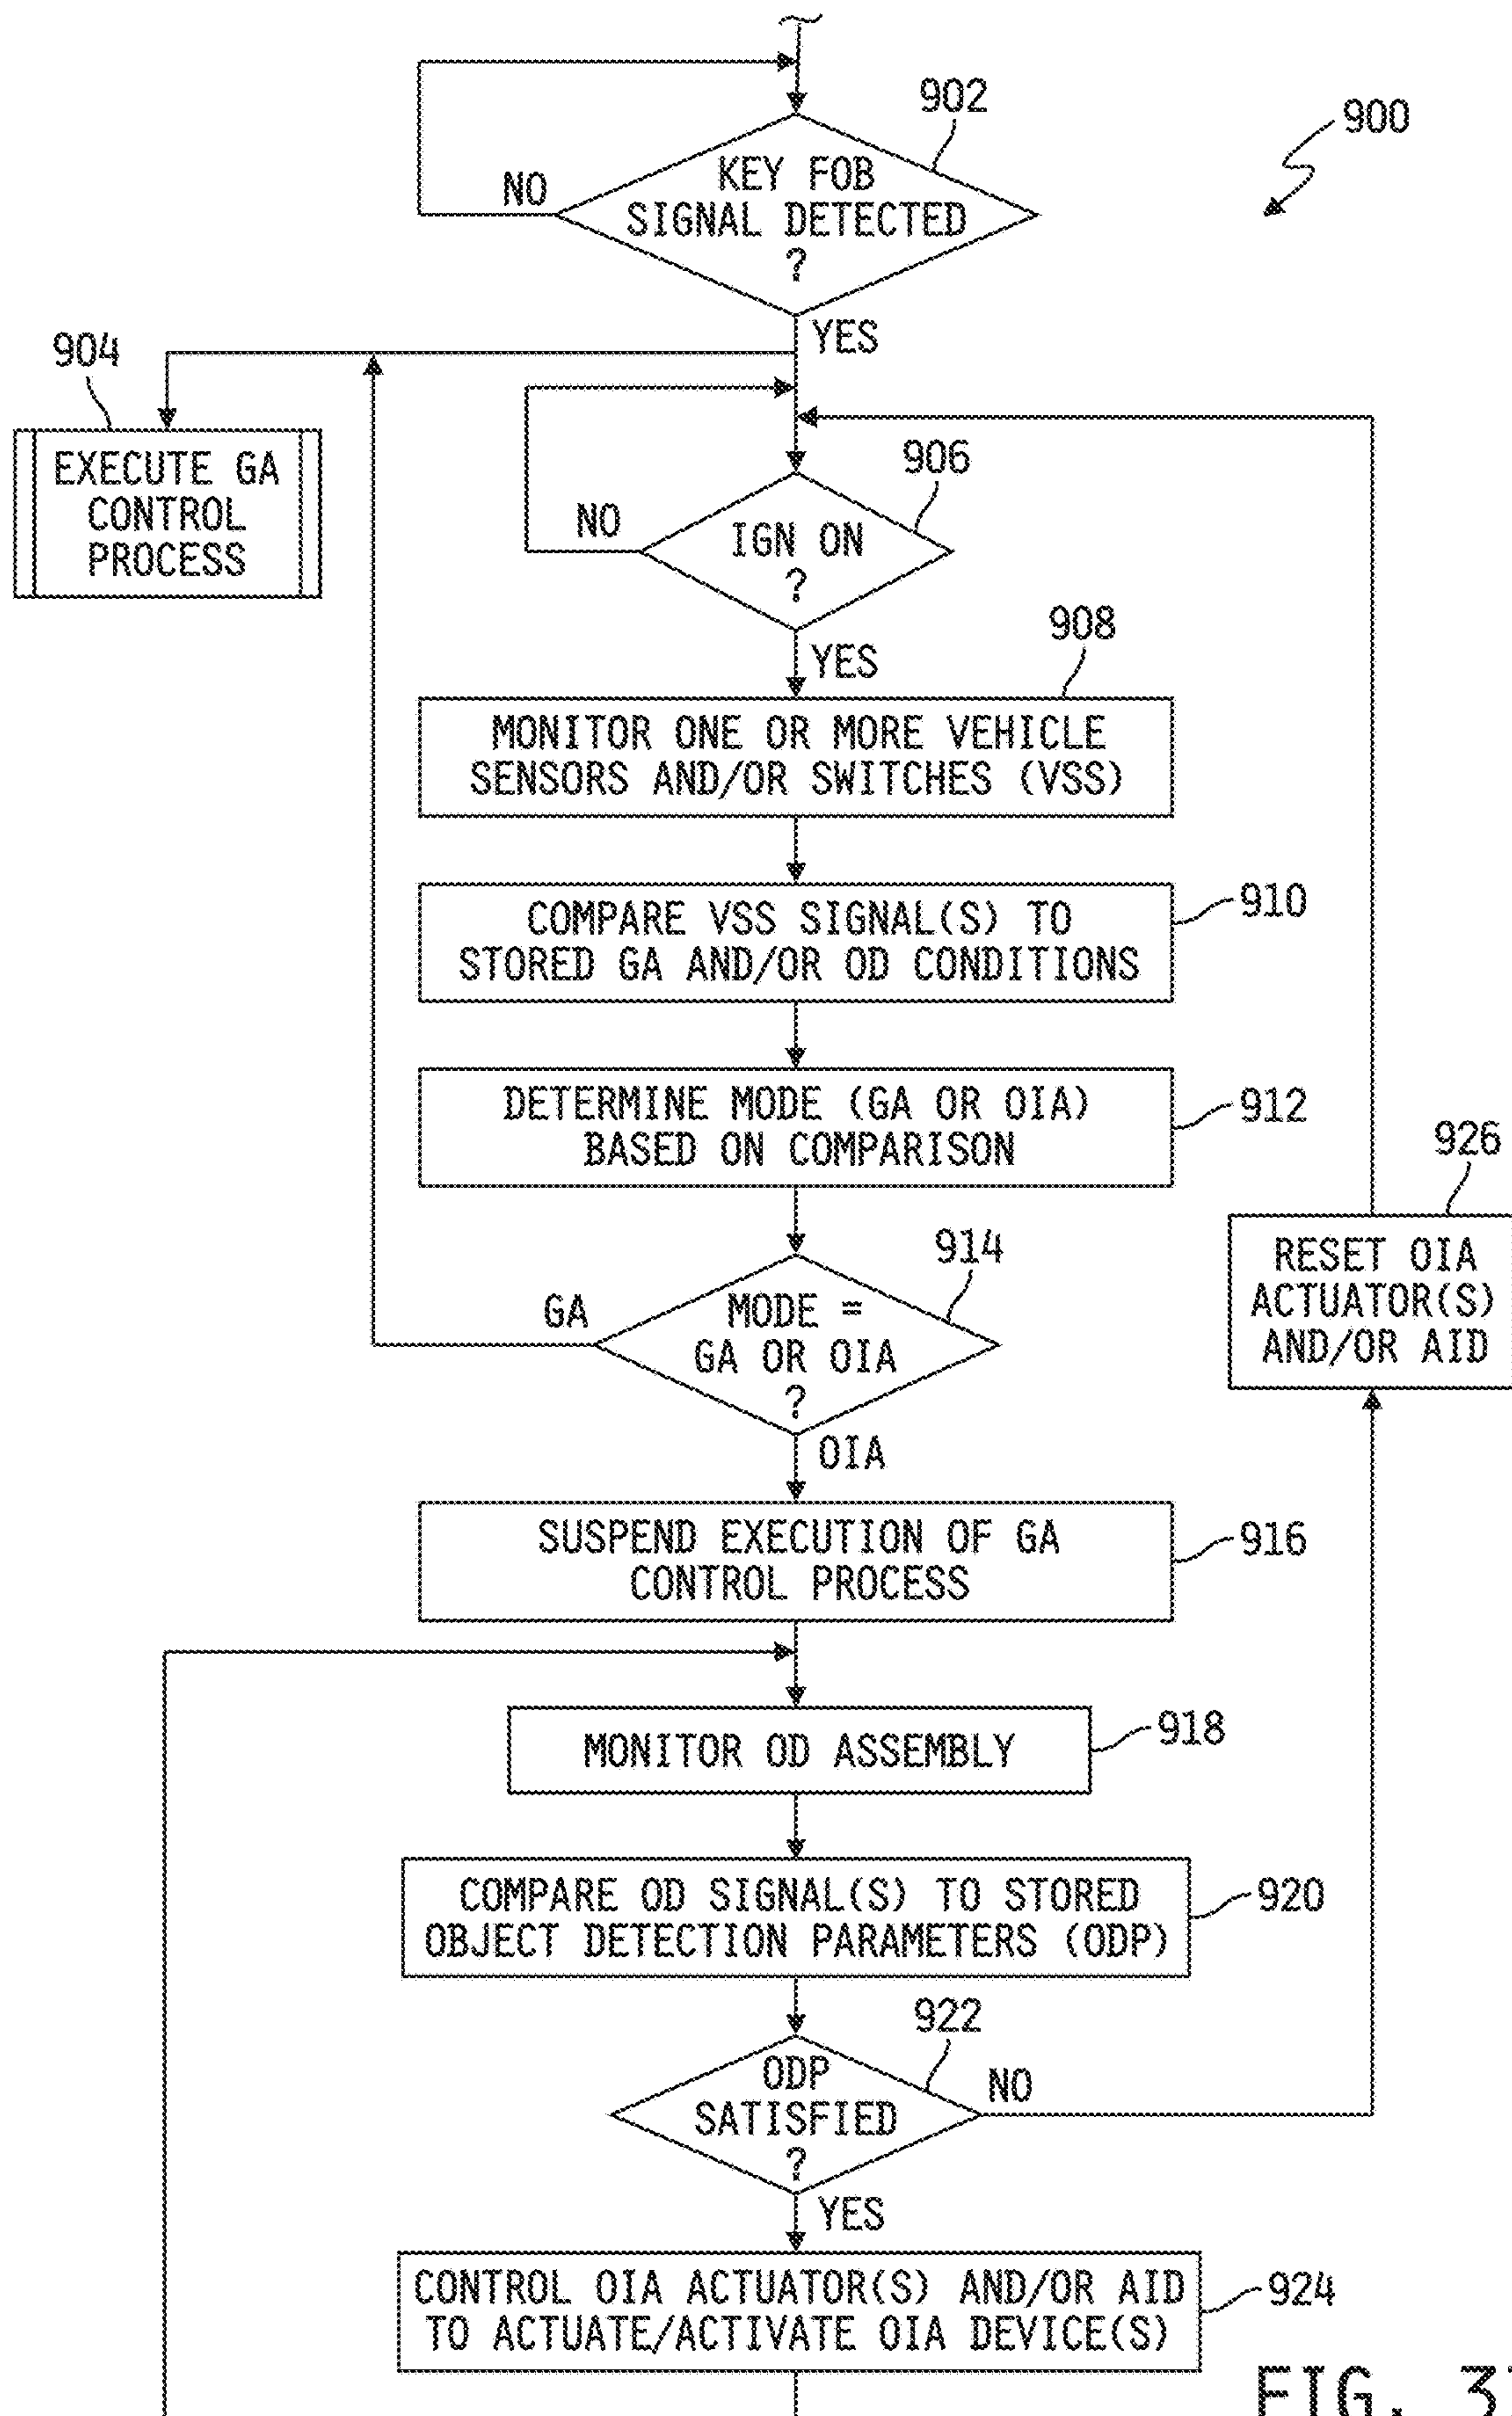 902
900
KEY FOB
SIGNAL DETECTED
?
NO
YES
904
EXECUTE GA
CONTROL
PROCESS
906
IGN ON
?
NO
YES
908
MONITOR ONE OR MORE VEHICLE
SENSORS AND/OR SWITCHES (VSS)
910
COMPARE VSS SIGNAL(S) TO
STORED GA AND/OR OD CONDITIONS
912
DETERMINE MODE (GA OR OIA)
BASED ON COMPARISON
926
RESET OIA
ACTUATOR(S)
AND/OR AID
914
GA
MODE =
GA OR OIA
?
OIA
916
SUSPEND EXECUTION OF GA
CONTROL PROCESS
918
MONITOR OD ASSEMBLY
920
COMPARE OD SIGNAL(S) TO STORED
OBJECT DETECTION PARAMETERS (ODP)
922
ODP
SATISFIED
?
NO
YES
924
CONTROL OIA ACTUATOR(S) AND/OR AID
TO ACTUATE/ACTIVATE OIA DEVICE(S)
FIG.